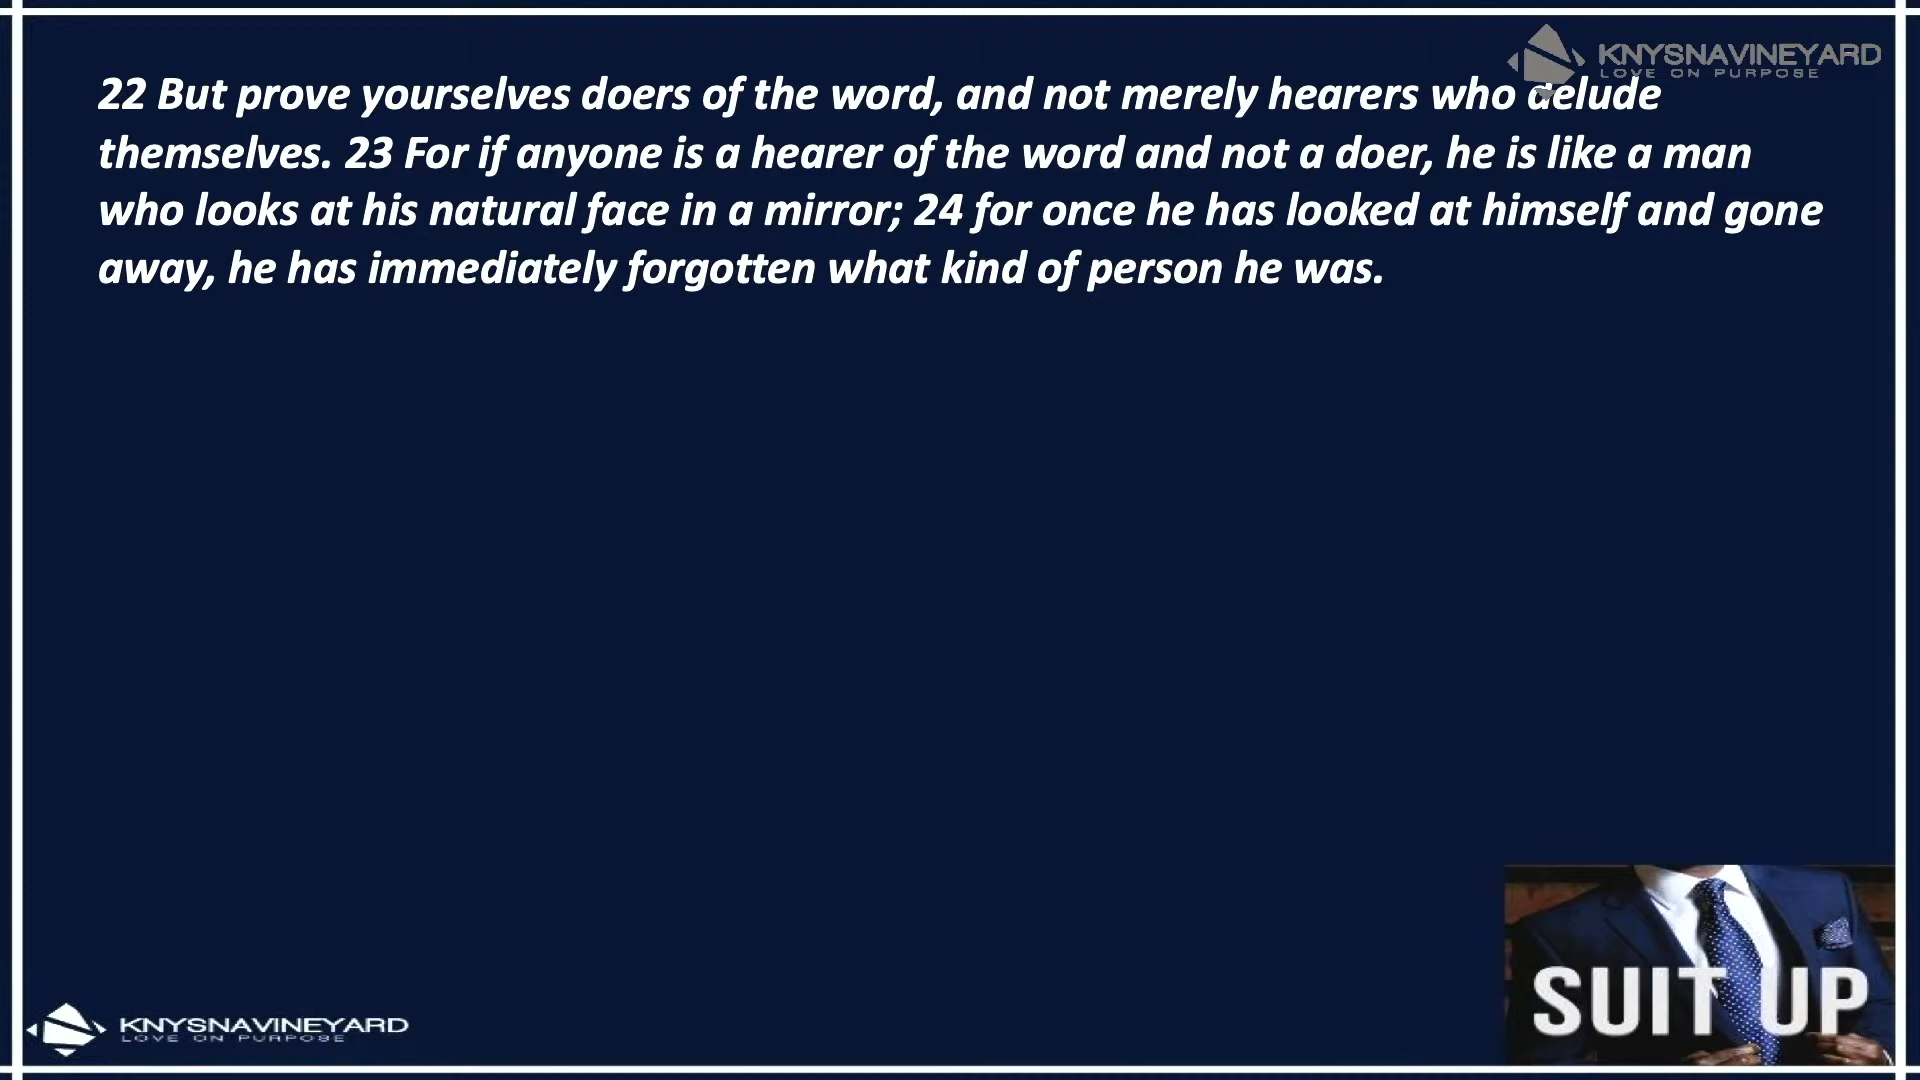 KNYSNAVINEYARD
LOVE ON PURPOSE
22 But prove yourselves doers of the word, and not merely hearers who delude
themselves. 23 For if anyone is a hearer of the word and not a doer, he is like a man
who looks at his natural face in a mirror; 24 for once he has looked at himself and gone
away, he has immediately forgotten what kind of person he was.
SUIT UP
KNYSNAVINEYARD
LOVE ON PURPOSE